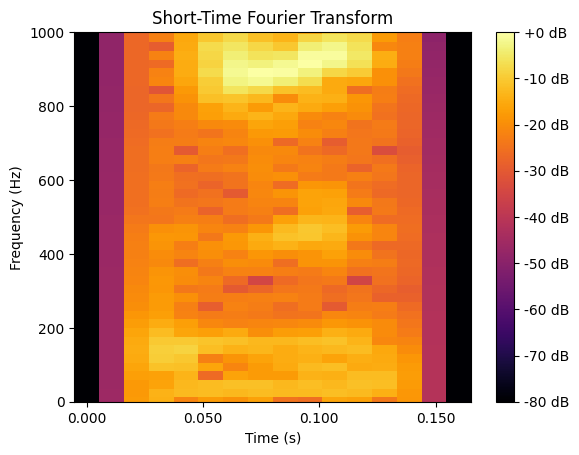 Short-Time Fourier Transform
1000
800
600
400
200
0
Frequency (Hz)
0.000
0.050
0.100
0.150
Time (s)
+0 dB
-10 dB
-20 dB
-30 dB
-40 dB
-50 dB
-60 dB
-70 dB
-80 dB